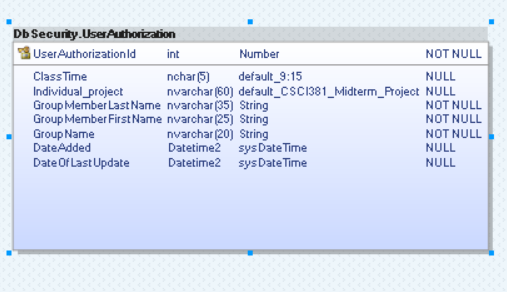 DbSecurity.UserAuthorization
UserAuthorizationId int Number NOT NULL
ClassTime nchar(5) default_9:15 NULL
Individual_project nvarchar(60) default_CSCI381_Midterm_Project NULL
GroupMemberLastName nvarchar(35) String NOT NULL
GroupMemberFirstName nvarchar(25) String NOT NULL
GroupName nvarchar(20) String NOT NULL
DateAdded Datetime2 sysDateTime NULL
DateOfLastUpdate Datetime2 sysDateTime NULL